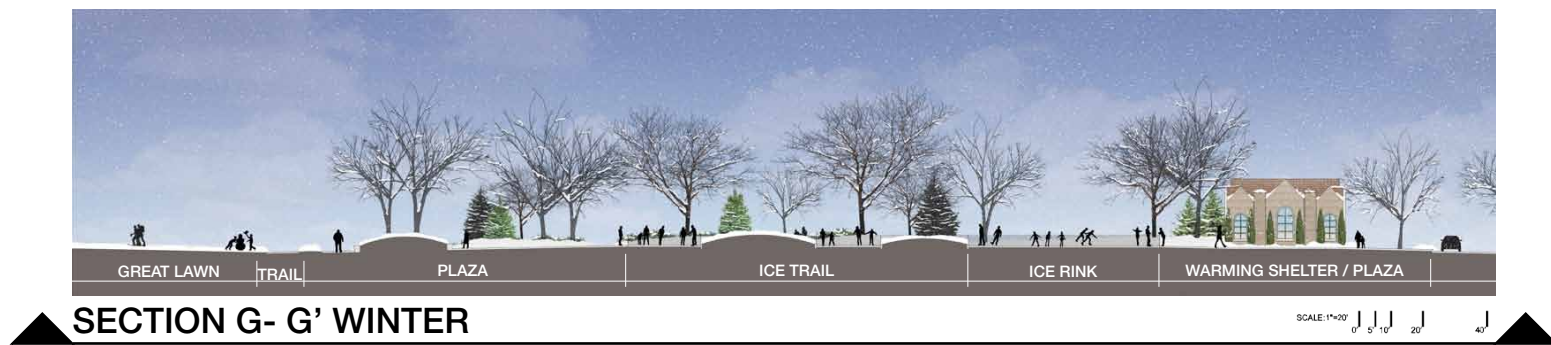 GREAT LAWN TRAIL PLAZA ICE TRAIL ICE RINK WARMING SHELTER / PLAZA
SECTION G- G’ WINTER
SCALE: 1"=20'
0' 5' 10' 20' 40'